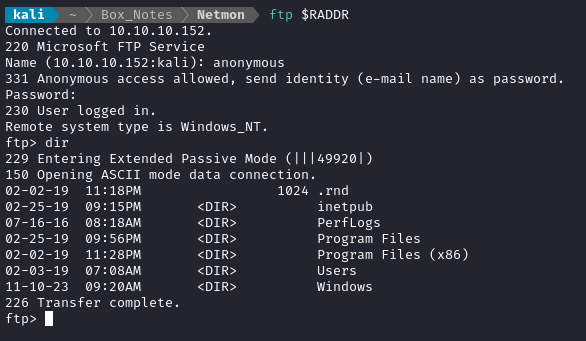 kali ~ Box_Notes Netmon ftp $RADDR
Connected to 10.10.10.152.
220 Microsoft FTP Service
Name (10.10.10.152:kali): anonymous
331 Anonymous access allowed, send identity (e-mail name) as password.
Password:
230 User logged in.
Remote system type is Windows_NT.
ftp> dir
229 Entering Extended Passive Mode (|||49920|)
150 Opening ASCII mode data connection.
02-02-19  11:18PM                 1024 .rnd
02-25-19  09:15PM       <DIR>          inetpub
07-16-16  08:18AM       <DIR>          PerfLogs
02-25-19  09:56PM       <DIR>          Program Files
02-02-19  11:28PM       <DIR>          Program Files (x86)
02-03-19  07:08AM       <DIR>          Users
11-10-23  09:20AM       <DIR>          Windows
226 Transfer complete.
ftp>